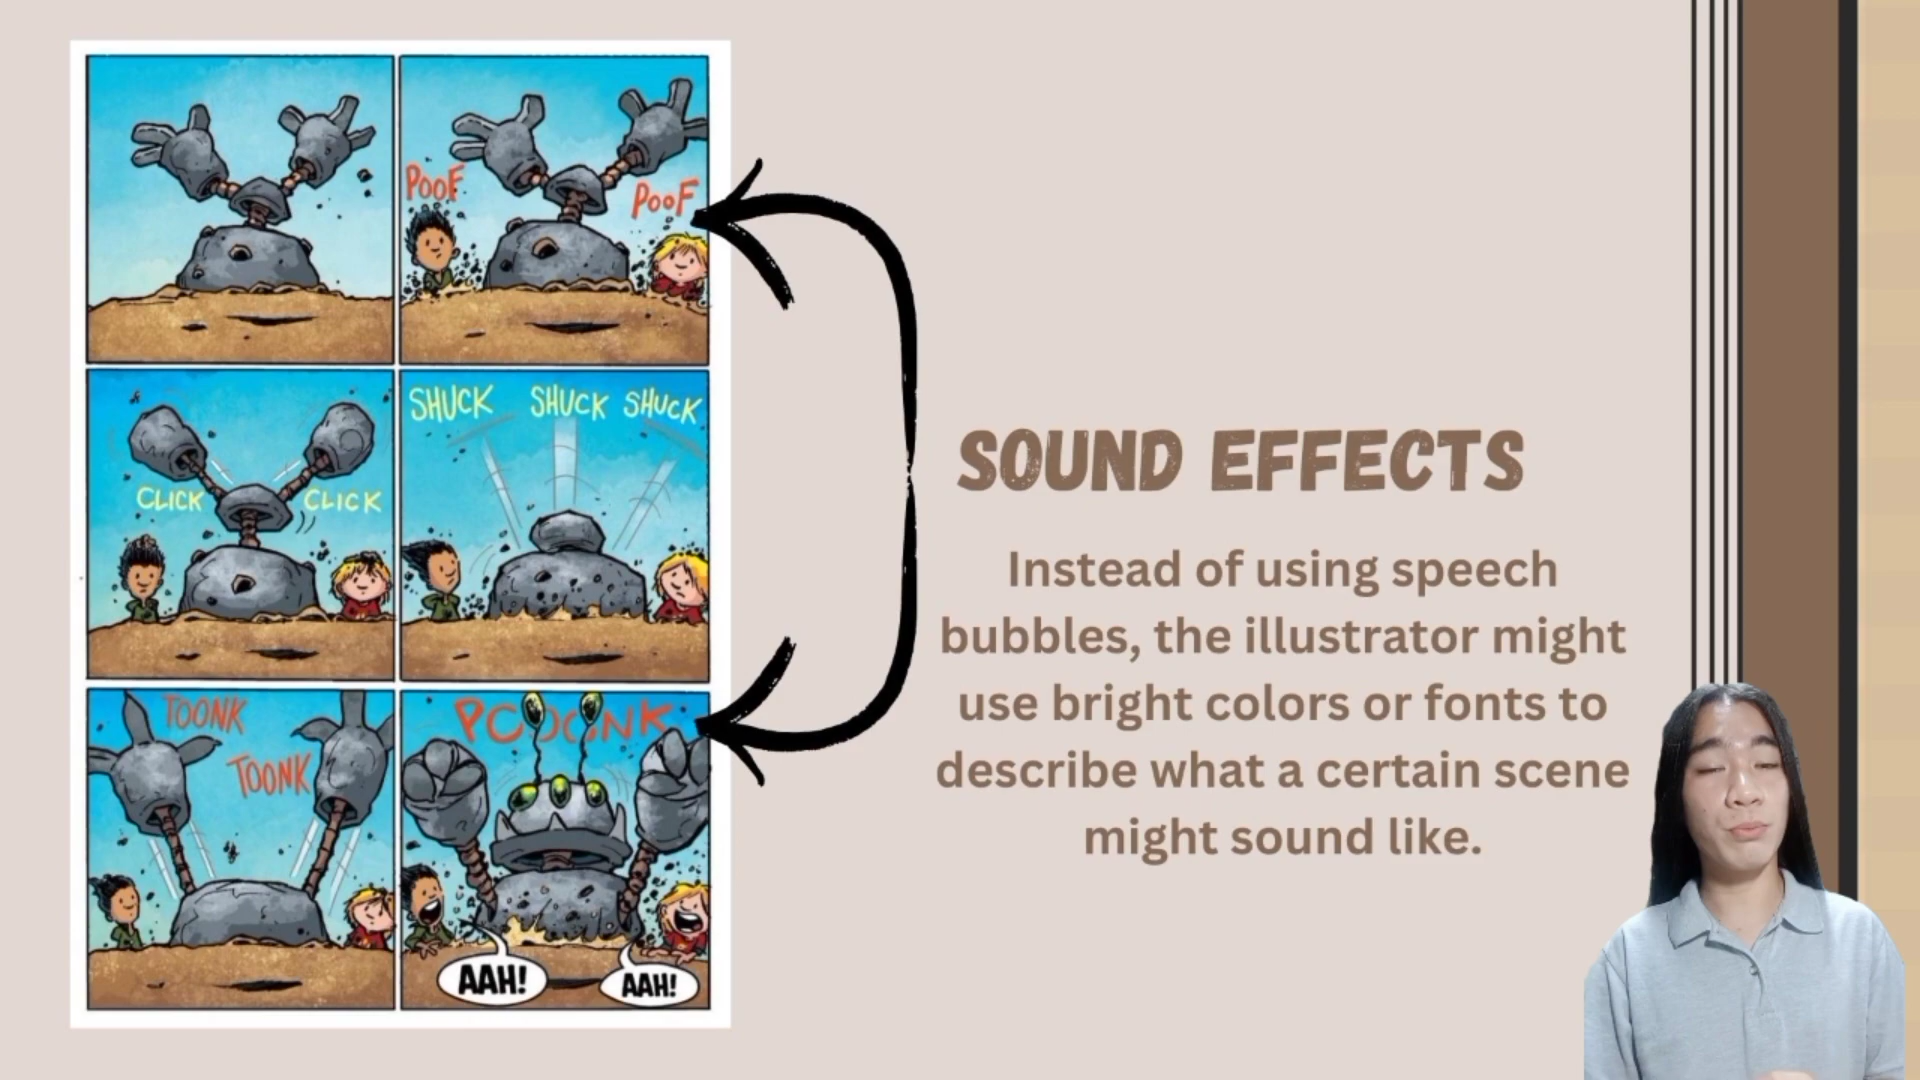 POOF
POOF
CLICK
CLICK
SHUCK
SHUCK
SHUCK
TOONK
TOONK
AAH!
AAH!
SOUND EFFECTS
Instead of using speech
bubbles, the illustrator might
use bright colors or fonts to
describe what a certain scene
might sound like.